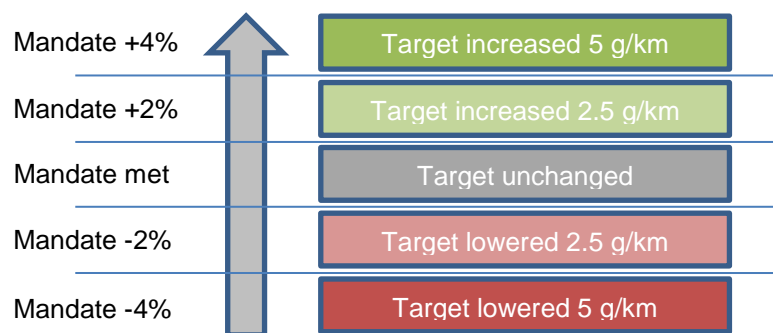 Mandate +4% Target increased 5 g/km
Mandate +2% Target increased 2.5 g/km
Mandate met Target unchanged
Mandate -2% Target lowered 2.5 g/km
Mandate -4% Target lowered 5 g/km